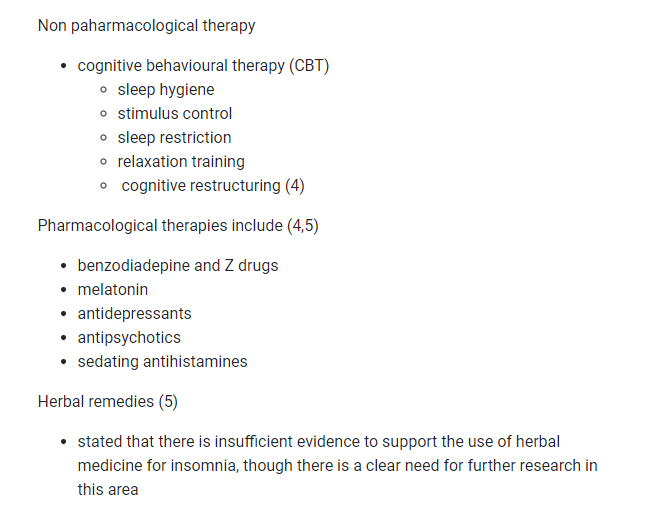 Non paharmacological therapy
• cognitive behavioural therapy (CBT)
○ sleep hygiene
○ stimulus control
○ sleep restriction
○ relaxation training
○ cognitive restructuring (4)
Pharmacological therapies include (4,5)
• benzodiadepine and Z drugs
• melatonin
• antidepressants
• antipsychotics
• sedating antihistamines
Herbal remedies (5)
• stated that there is insufficient evidence to support the use of herbal
medicine for insomnia, though there is a clear need for further research in
this area